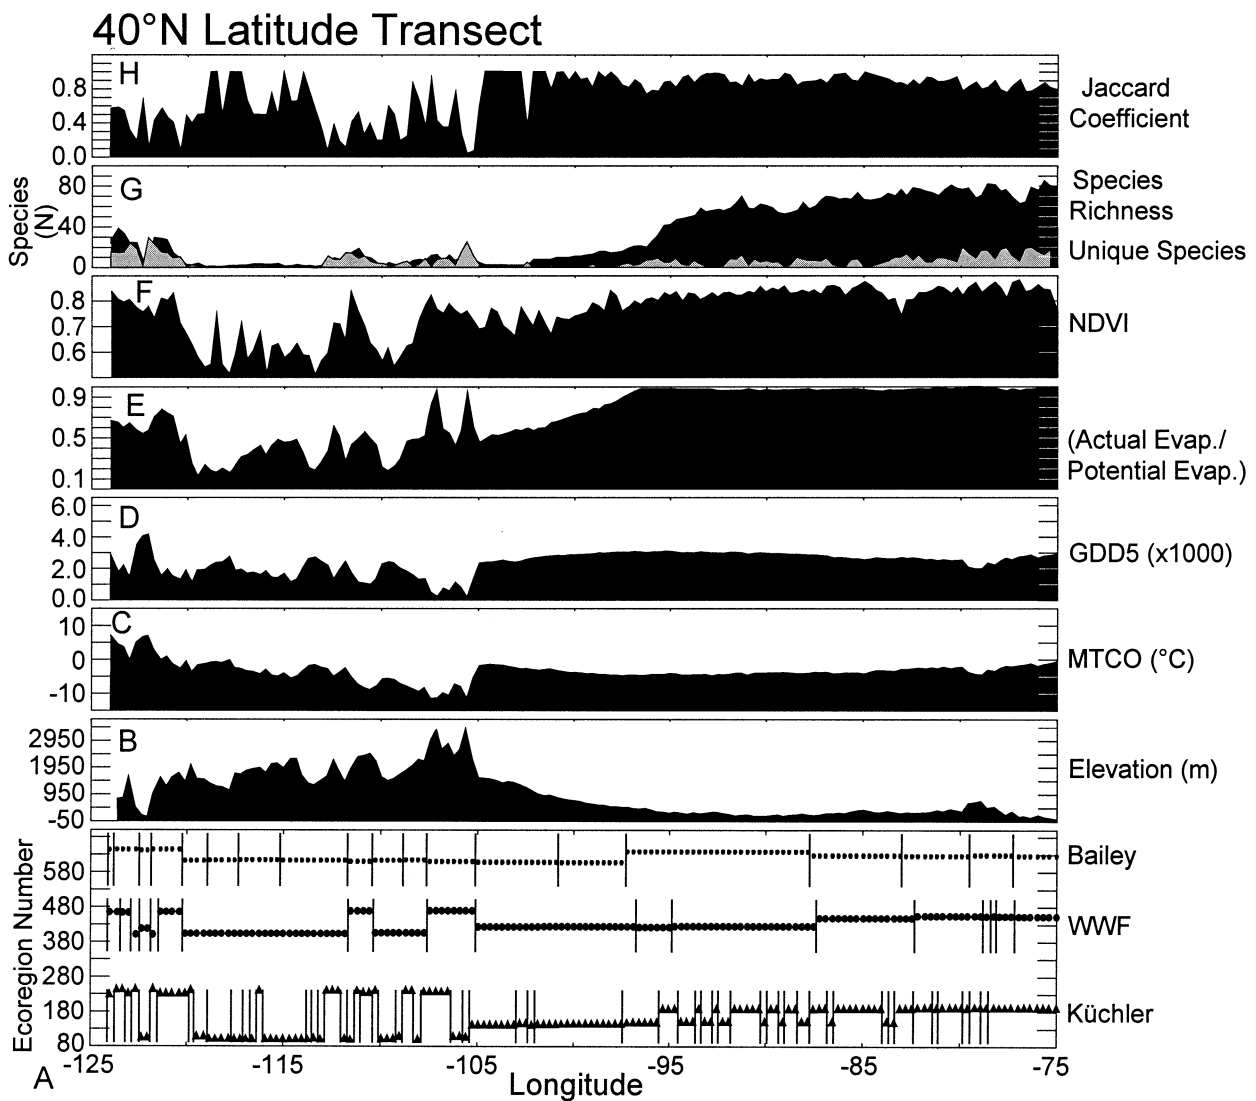 40°N Latitude Transect
H
0.8
0.4
0.0
Jaccard
Coefficient
G
Species
(N)
80
40
0
Species
Richness
Unique Species
F
0.8
0.7
0.6
NDVI
E
0.9
0.5
0.1
(Actual Evap./
Potential Evap.)
D
6.0
4.0
2.0
0.0
GDD5 (x1000)
C
10
0
-10
MTCO (°C)
B
2950
1950
950
-50
Elevation (m)
Ecoregion Number
580
480
380
280
180
80
Bailey
WWF
Küchler
A
-125
-115
-105
-95
-85
-75
Longitude